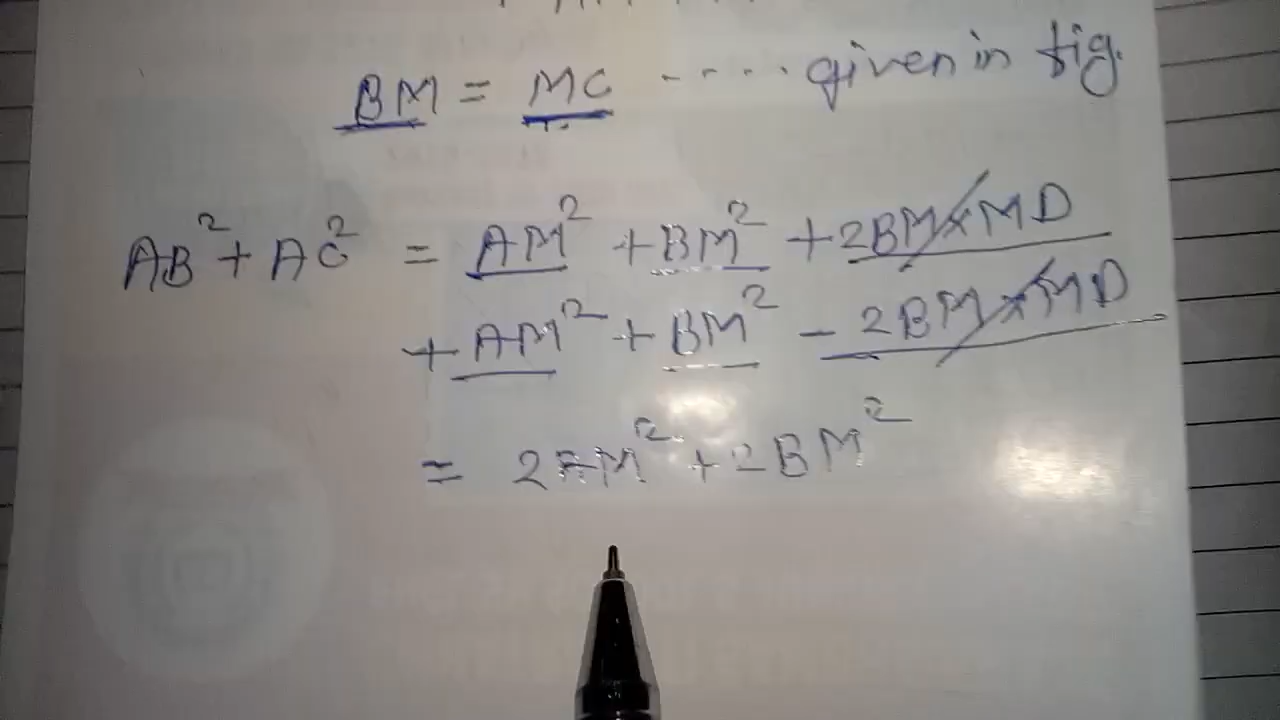 BM = MC ---- given in fig.
AB² + AC² = AM² + BM² + 2BM×MD
+ AM² + BM² - 2BM×MD
= 2AM² + 2BM²